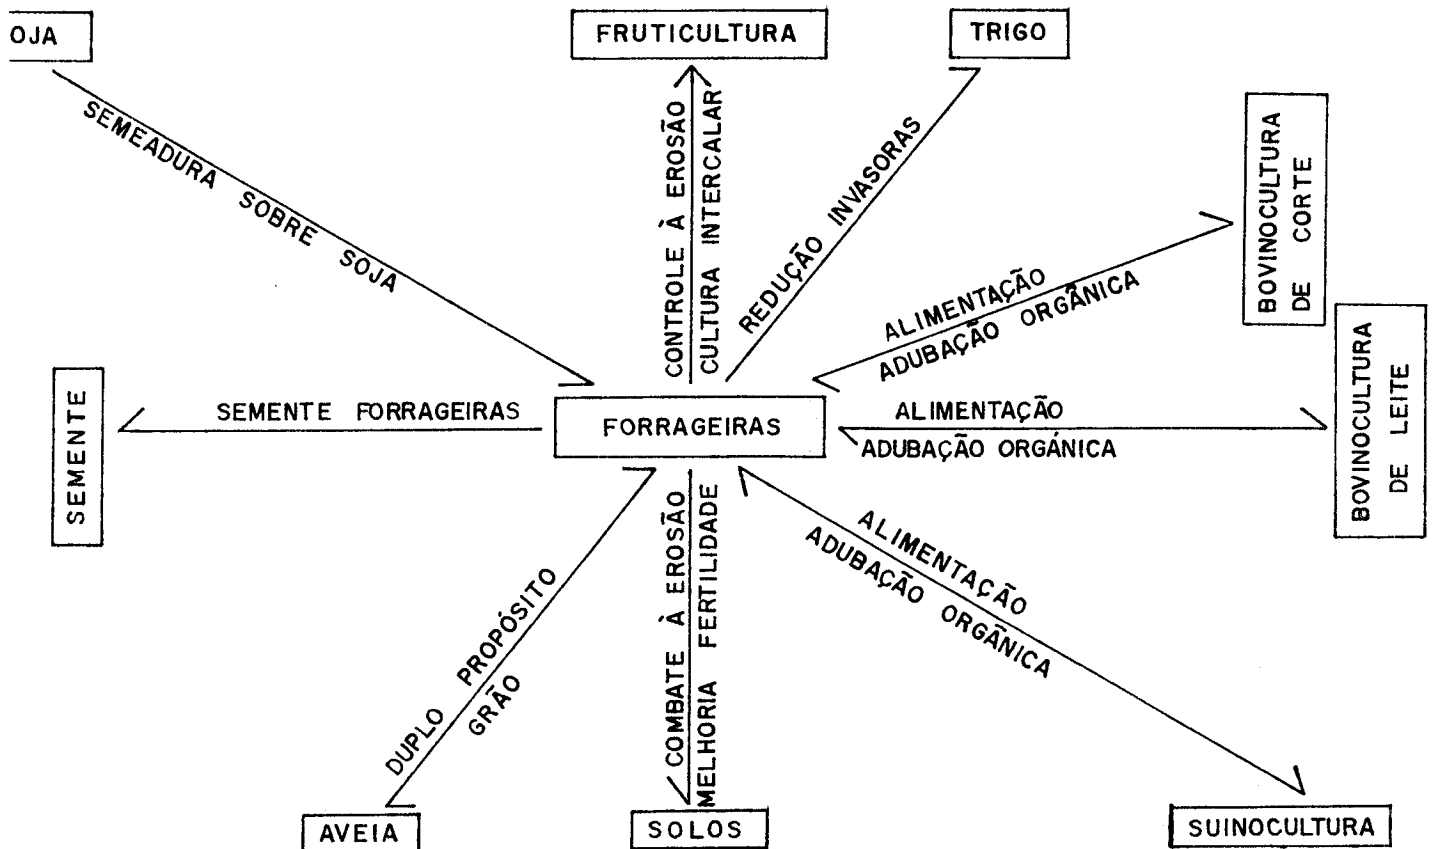 OJA
FRUTICULTURA
TRIGO
SEMEADURA SOBRE SOJA
CONTROLE À EROSÃO
CULTURA INTERCALAR
REDUÇÃO INVASORAS
ALIMENTAÇÃO
ADUBAÇÃO ORGÂNICA
BOVINOCULTURA
DE CORTE
SEMENTE
SEMENTE FORRAGEIRAS
FORRAGEIRAS
ALIMENTAÇÃO
ADUBAÇÃO ORGÁNICA
BOVINOCULTURA
DE LEITE
DUPLO PROPÓSITO
GRÃO
COMBATE À EROSÃO
MELHORIA FERTILIDADE
ALIMENTAÇÃO
ADUBAÇÃO ORGÂNICA
AVEIA
SOLOS
SUINOCULTURA